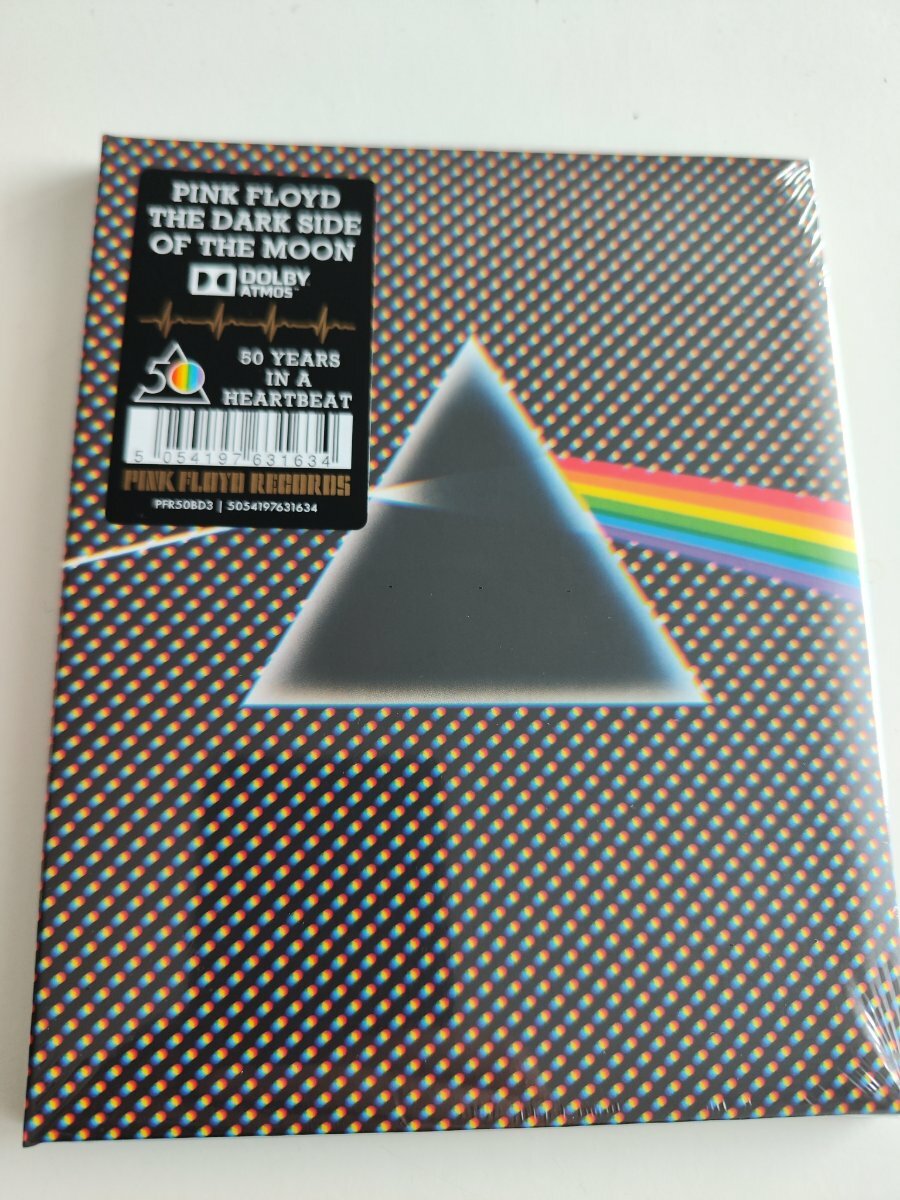 PINK FLOYD
THE DARK SIDE
OF THE MOON
DOLBY
ATMOS™
50
50 YEARS
IN A
HEARTBEAT
5 054197 631634
PINK FLOYD RECORDS
PFR50BD3 | 5054197631634